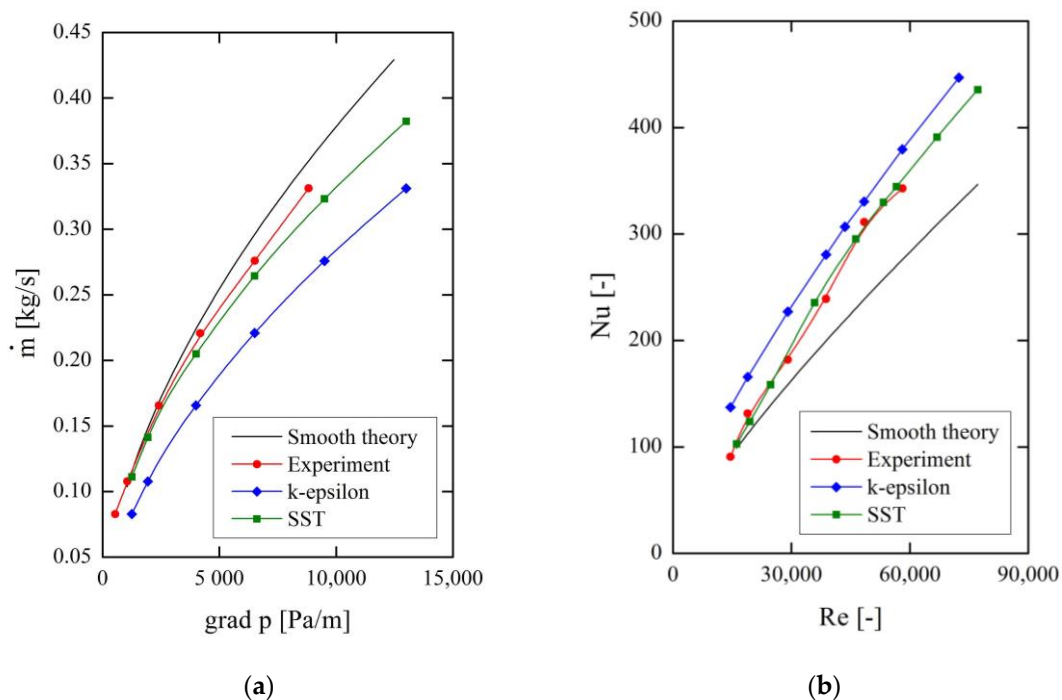 0.45
0.40
0.35
0.30
0.25
0.20
0.15
0.10
0.05
ṁ [kg/s]
0
5 000
10,000
15,000
grad p [Pa/m]
Smooth theory
Experiment
k-epsilon
SST
(a)
500
400
300
200
100
0
Nu [-]
0
30,000
60,000
90,000
Re [-]
Smooth theory
Experiment
k-epsilon
SST
(b)